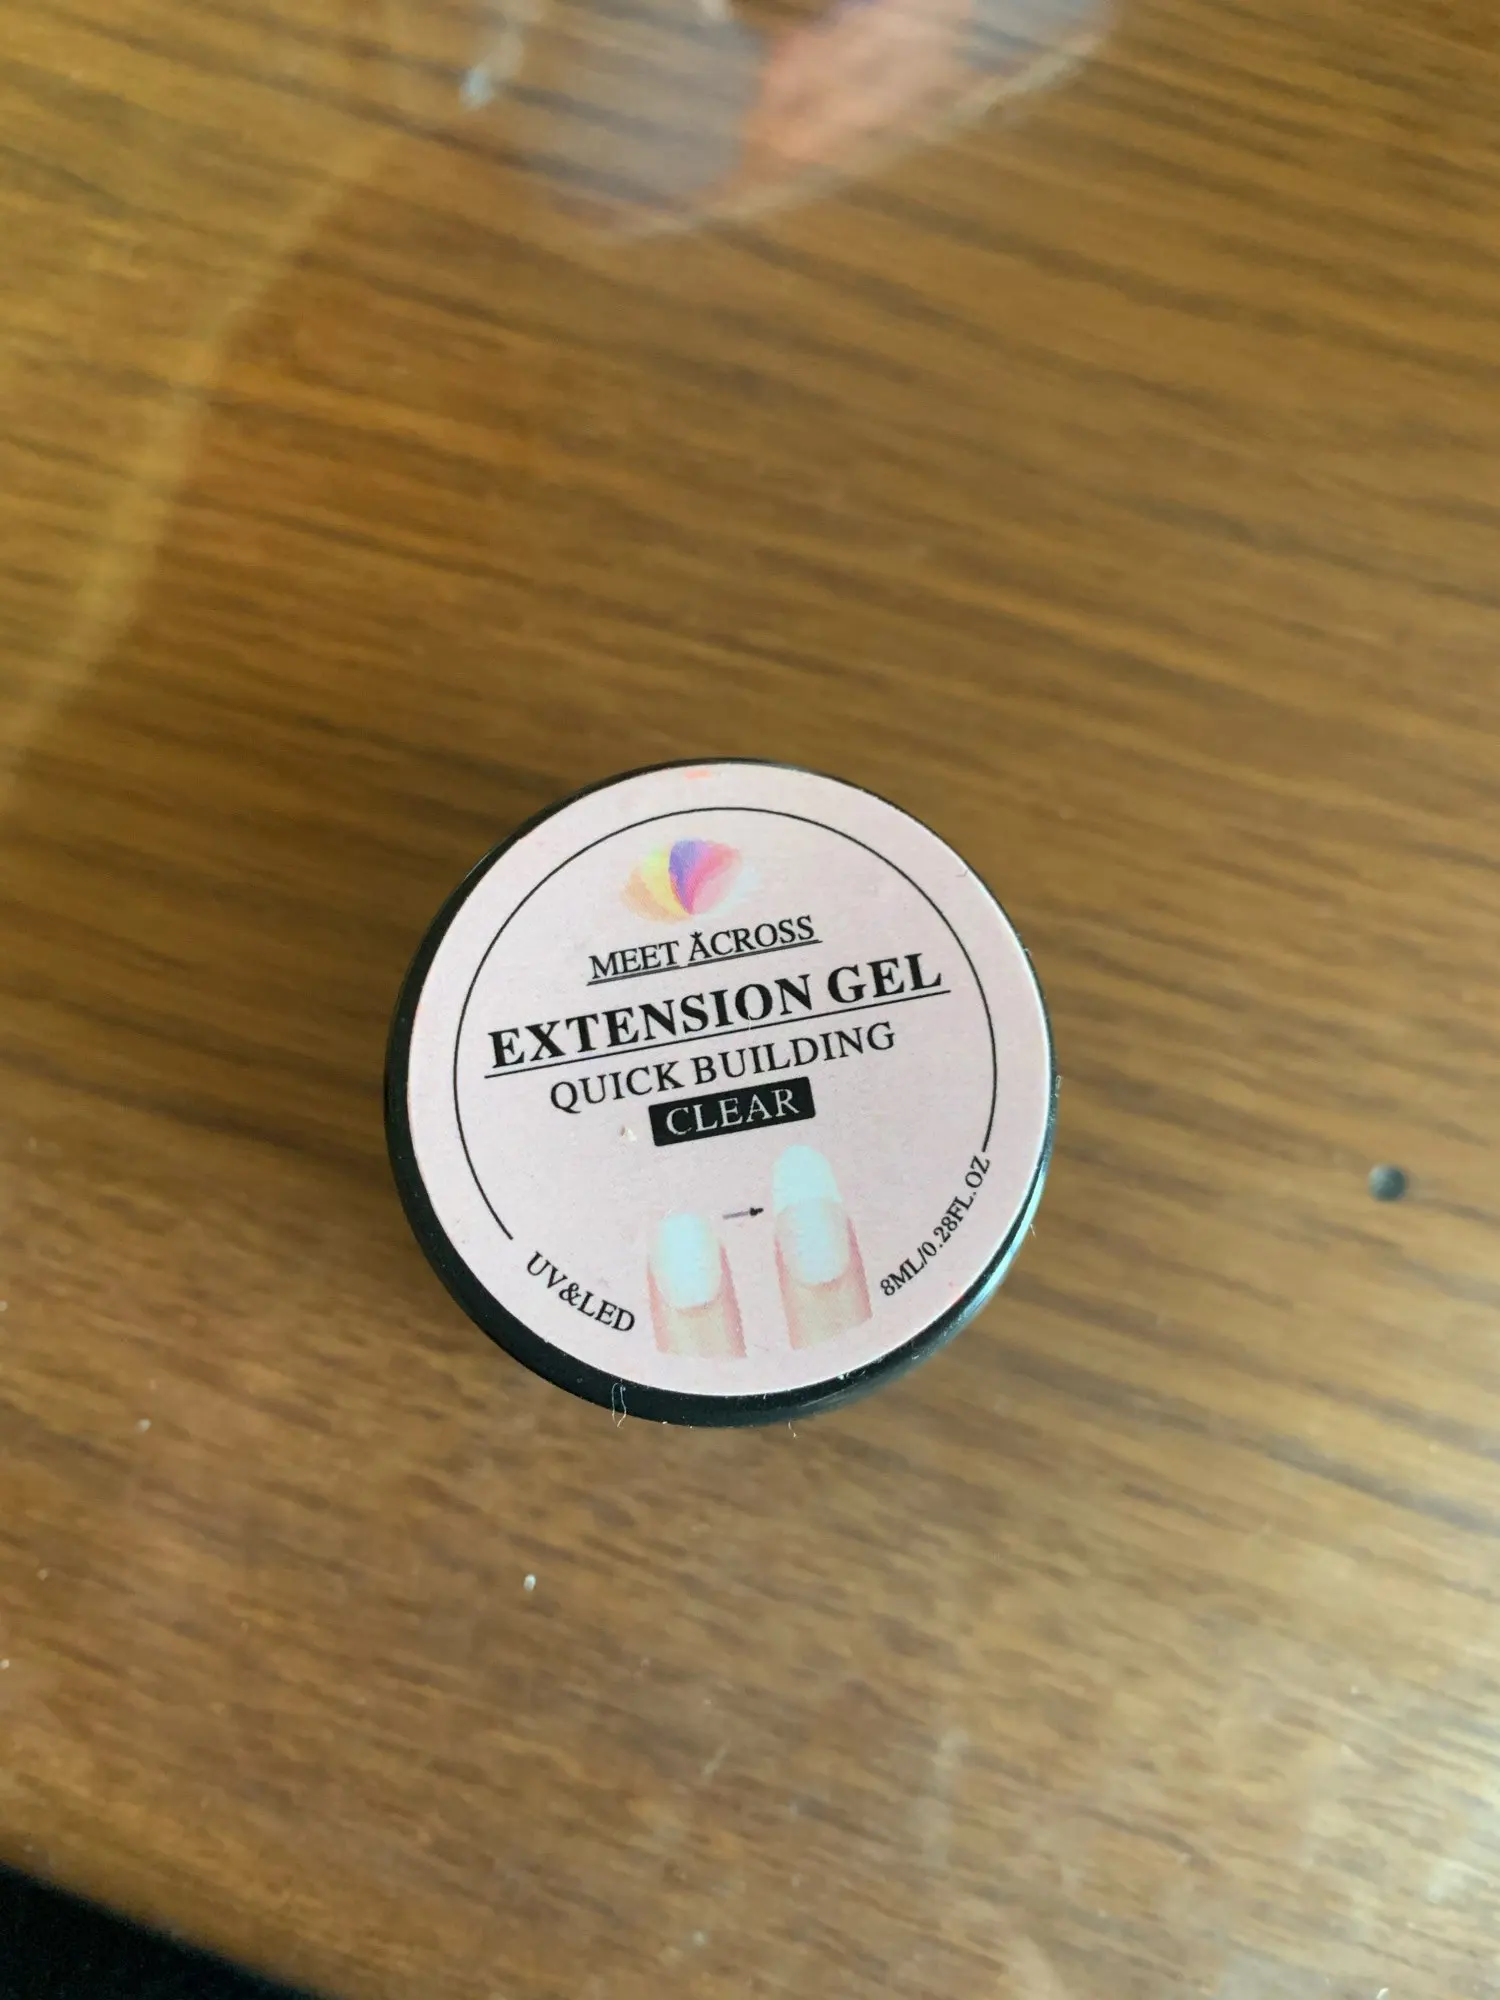 MEET ACROSS
EXTENSION GEL
QUICK BUILDING
CLEAR
UV&LED
8ML/0.28FL.OZ